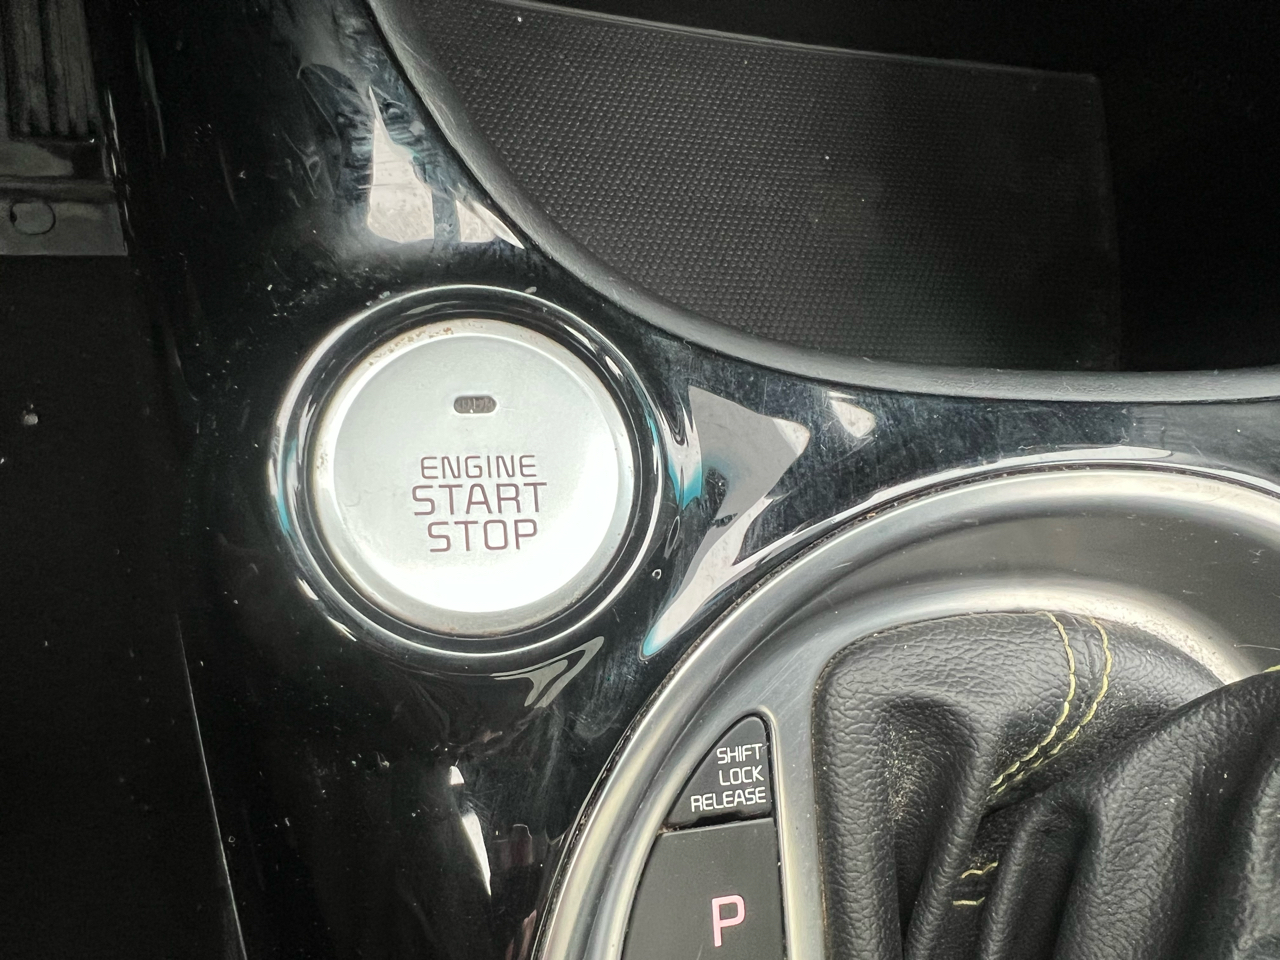 ENGINE
START
STOP
SHIFT
LOCK
RELEASE
P